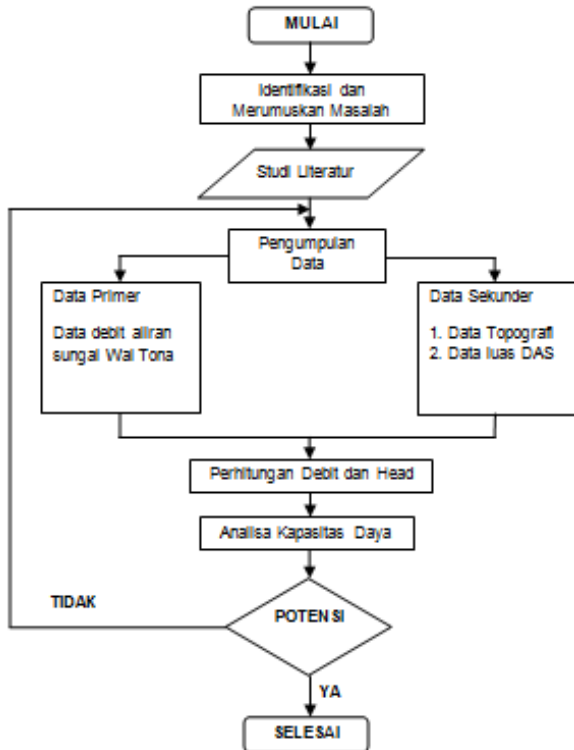 MULAI
Identifikasi dan
Merumuskan Masalah
Studi Literatur
Pengumpulan
Data
Data Primer
Data debit aliran
sungai Wai Tona
Data Sekunder
1. Data Topografi
2. Data luas DAS
Perhitungan Debit dan Head
Analisa Kapasitas Daya
TIDAK
POTENSI
YA
SELESAI